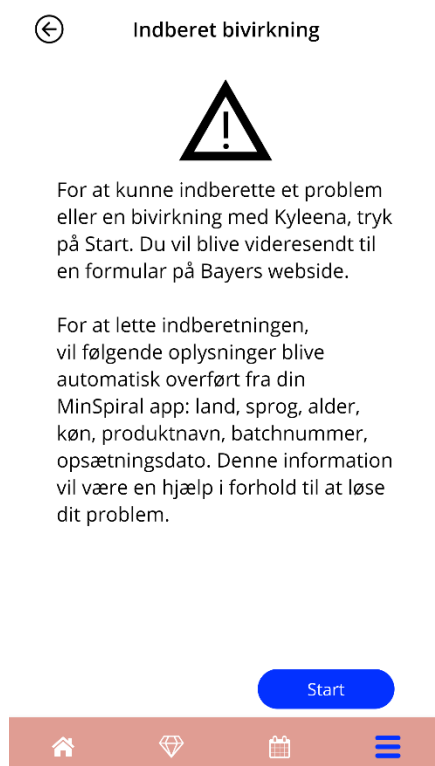 Indberet bivirkning
For at kunne indberette et problem
eller en bivirkning med Kyleena, tryk
på Start. Du vil blive videresendt til
en formular på Bayers webside.
For at lette indberetningen,
vil følgende oplysninger blive
automatisk overført fra din
MinSpiral app: land, sprog, alder,
køn, produktnavn, batchnummer,
opsætningsdato. Denne information
vil være en hjælp i forhold til at løse
dit problem.
Start